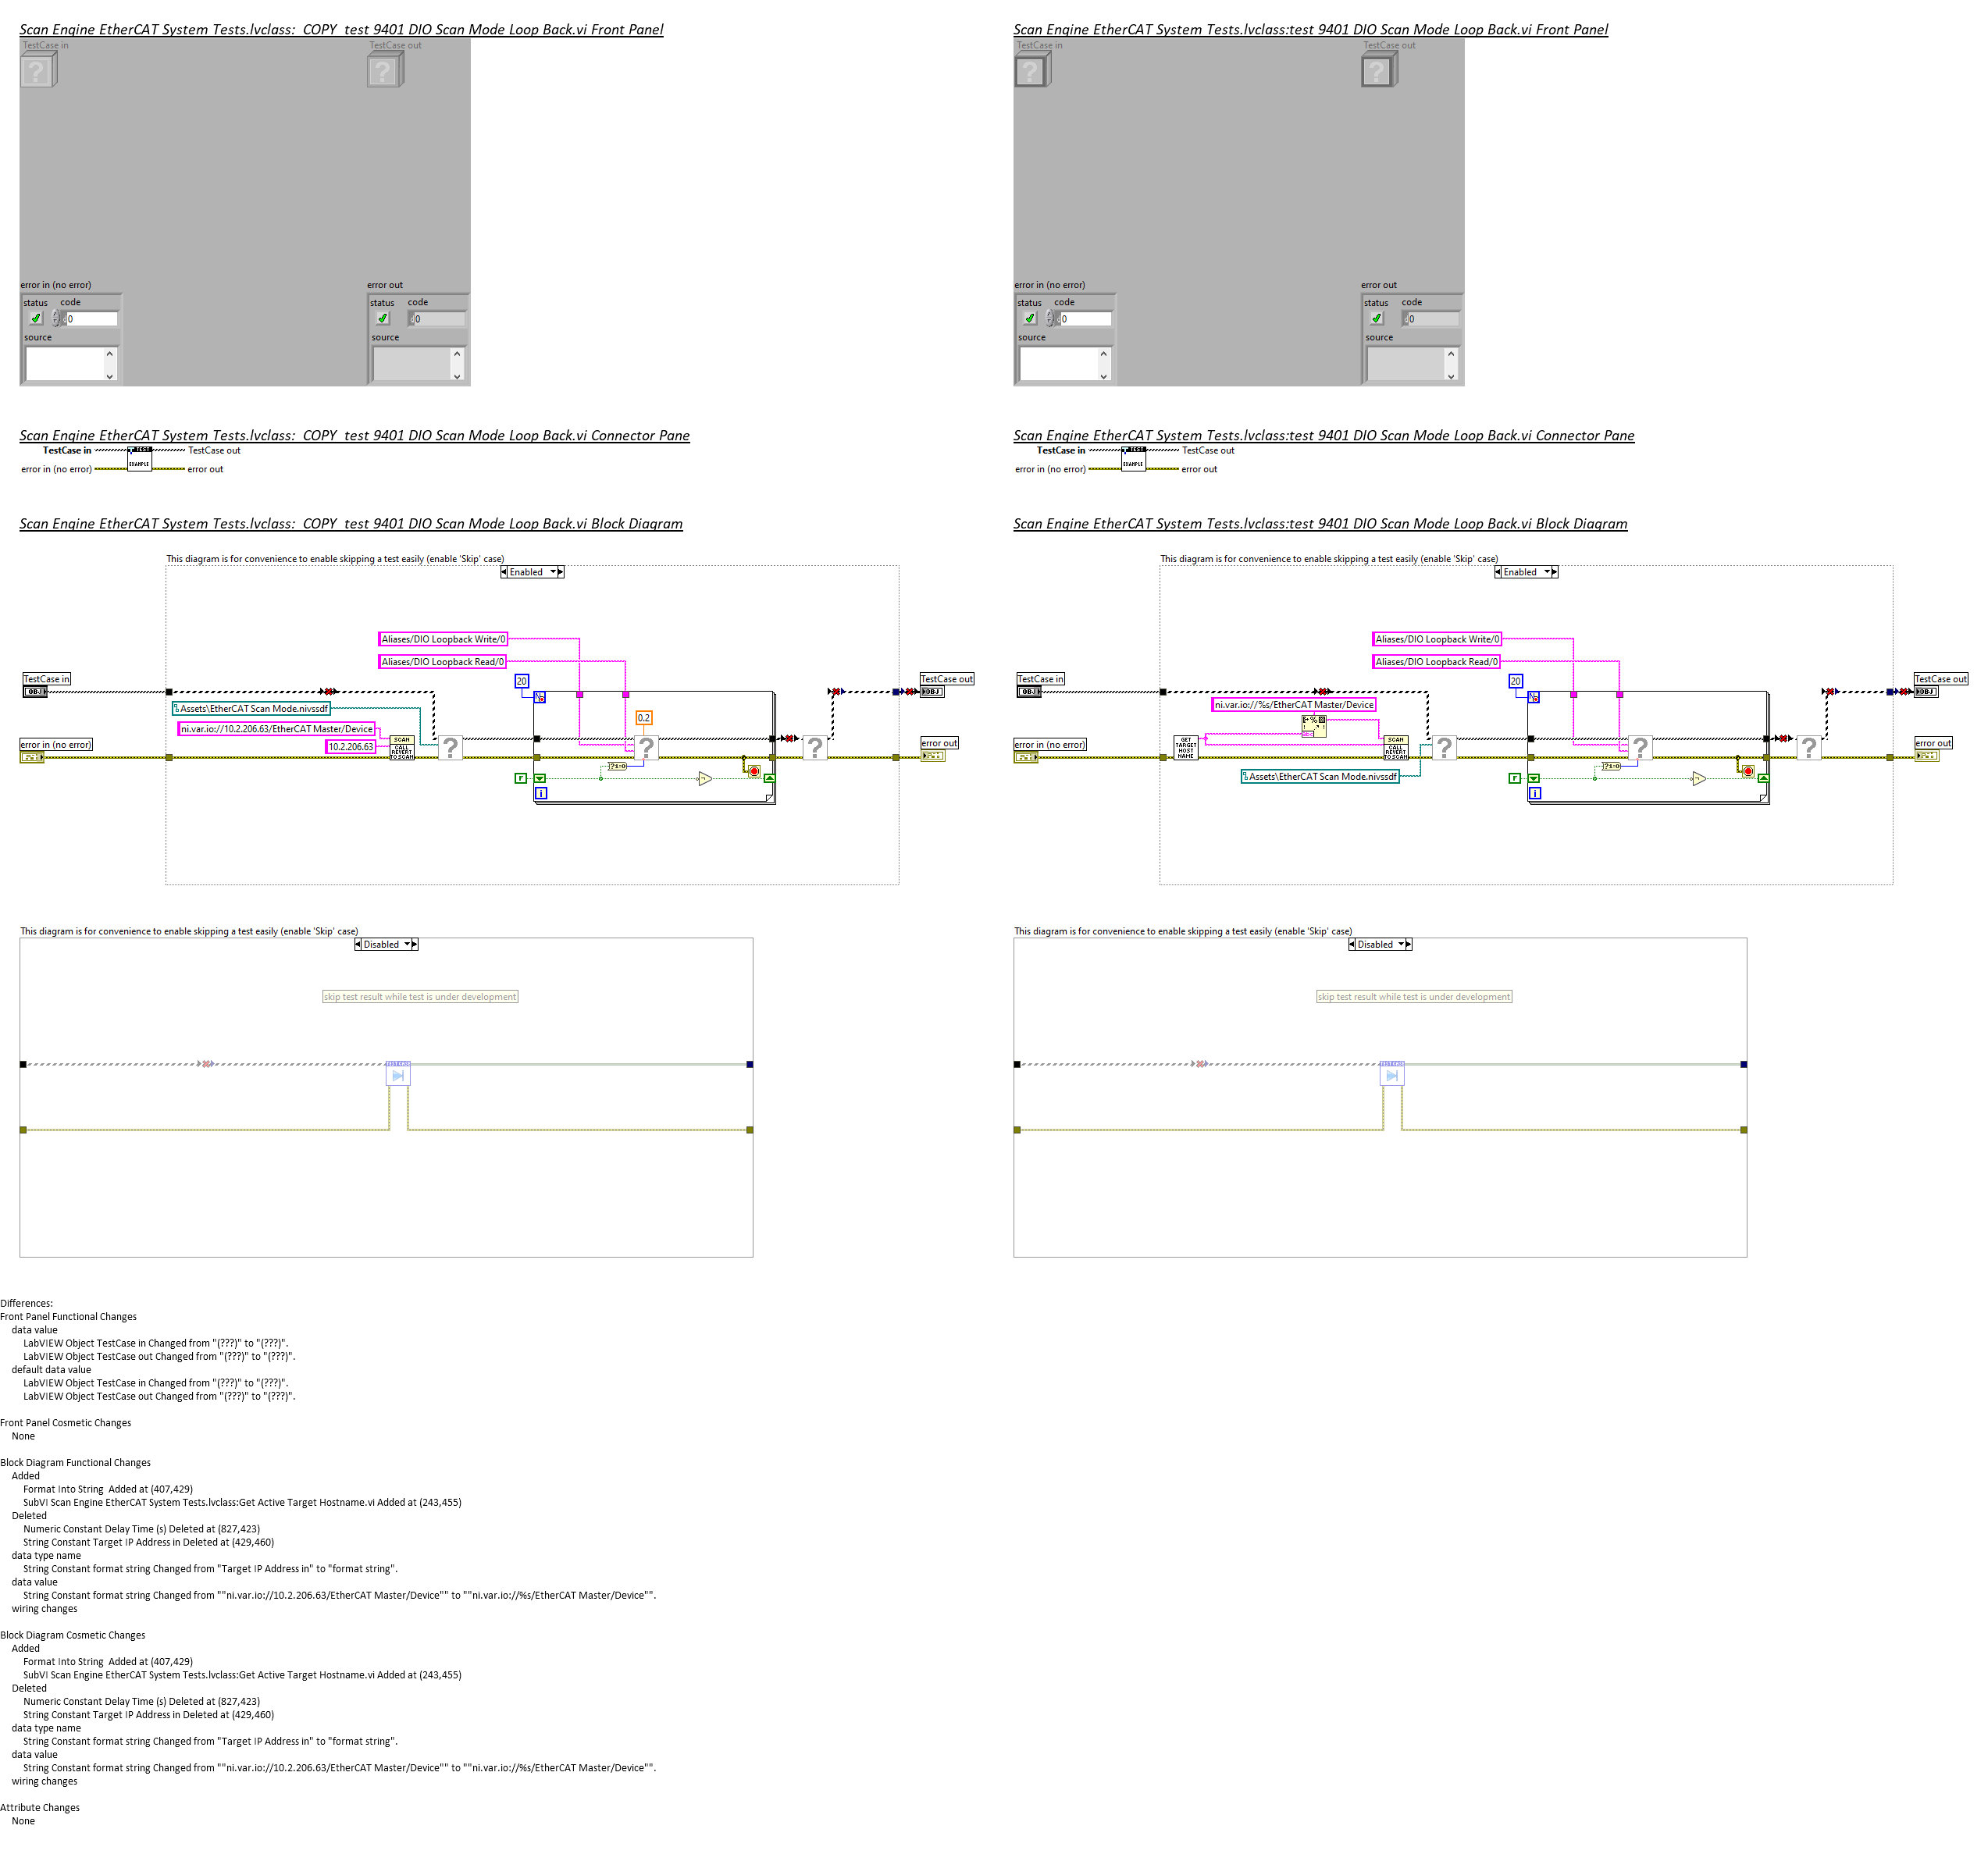 Scan Engine EtherCAT System Tests.lvclass:_COPY_test 9401 DIO Scan Mode Loop Back.vi Front Panel
TestCase in
TestCase out
error in (no error)
error out
status code
0
source
status code
0
source
Scan Engine EtherCAT System Tests.lvclass:_COPY_test 9401 DIO Scan Mode Loop Back.vi Connector Pane
TestCase in
TEST
EXAMPLE
TestCase out
error in (no error)
error out
Scan Engine EtherCAT System Tests.lvclass:_COPY_test 9401 DIO Scan Mode Loop Back.vi Block Diagram
This diagram is for convenience to enable skipping a test easily (enable 'Skip' case)
Enabled
Aliases/DIO Loopback Write/0
Aliases/DIO Loopback Read/0
TestCase in
OBJ
20
N
TestCase out
OBJ
Assets\EtherCAT Scan Mode.nivssdf
0.2
ni.var.io://10.2.206.63/EtherCAT Master/Device
10.2.206.63
SCAN
CALL
REVERT
TO SCAN
error in (no error)
error out
?1:0
F
i
This diagram is for convenience to enable skipping a test easily (enable 'Skip' case)
Disabled
skip test result while test is under development
Scan Engine EtherCAT System Tests.lvclass:test 9401 DIO Scan Mode Loop Back.vi Front Panel
TestCase in
TestCase out
error in (no error)
error out
status code
0
source
status code
0
source
Scan Engine EtherCAT System Tests.lvclass:test 9401 DIO Scan Mode Loop Back.vi Connector Pane
TestCase in
TEST
EXAMPLE
TestCase out
error in (no error)
error out
Scan Engine EtherCAT System Tests.lvclass:test 9401 DIO Scan Mode Loop Back.vi Block Diagram
This diagram is for convenience to enable skipping a test easily (enable 'Skip' case)
Enabled
Aliases/DIO Loopback Write/0
Aliases/DIO Loopback Read/0
TestCase in
OBJ
20
N
TestCase out
OBJ
ni.var.io://%s/EtherCAT Master/Device
GET
TARGET
HOST
NAME
SCAN
CALL
REVERT
TO SCAN
error in (no error)
error out
Assets\EtherCAT Scan Mode.nivssdf
?1:0
F
i
This diagram is for convenience to enable skipping a test easily (enable 'Skip' case)
Disabled
skip test result while test is under development
Differences:
Front Panel Functional Changes
data value
LabVIEW Object TestCase in Changed from "(???)" to "(???)".
LabVIEW Object TestCase out Changed from "(???)" to "(???)".
default data value
LabVIEW Object TestCase in Changed from "(???)" to "(???)".
LabVIEW Object TestCase out Changed from "(???)" to "(???)".
Front Panel Cosmetic Changes
None
Block Diagram Functional Changes
Added
Format Into String  Added at (407,429)
SubVI Scan Engine EtherCAT System Tests.lvclass:Get Active Target Hostname.vi Added at (243,455)
Deleted
Numeric Constant Delay Time (s) Deleted at (827,423)
String Constant Target IP Address in Deleted at (429,460)
data type name
String Constant format string Changed from "Target IP Address in" to "format string".
data value
String Constant format string Changed from ""ni.var.io://10.2.206.63/EtherCAT Master/Device"" to ""ni.var.io://%s/EtherCAT Master/Device"".
wiring changes
Block Diagram Cosmetic Changes
Added
Format Into String  Added at (407,429)
SubVI Scan Engine EtherCAT System Tests.lvclass:Get Active Target Hostname.vi Added at (243,455)
Deleted
Numeric Constant Delay Time (s) Deleted at (827,423)
String Constant Target IP Address in Deleted at (429,460)
data type name
String Constant format string Changed from "Target IP Address in" to "format string".
data value
String Constant format string Changed from ""ni.var.io://10.2.206.63/EtherCAT Master/Device"" to ""ni.var.io://%s/EtherCAT Master/Device"".
wiring changes
Attribute Changes
None